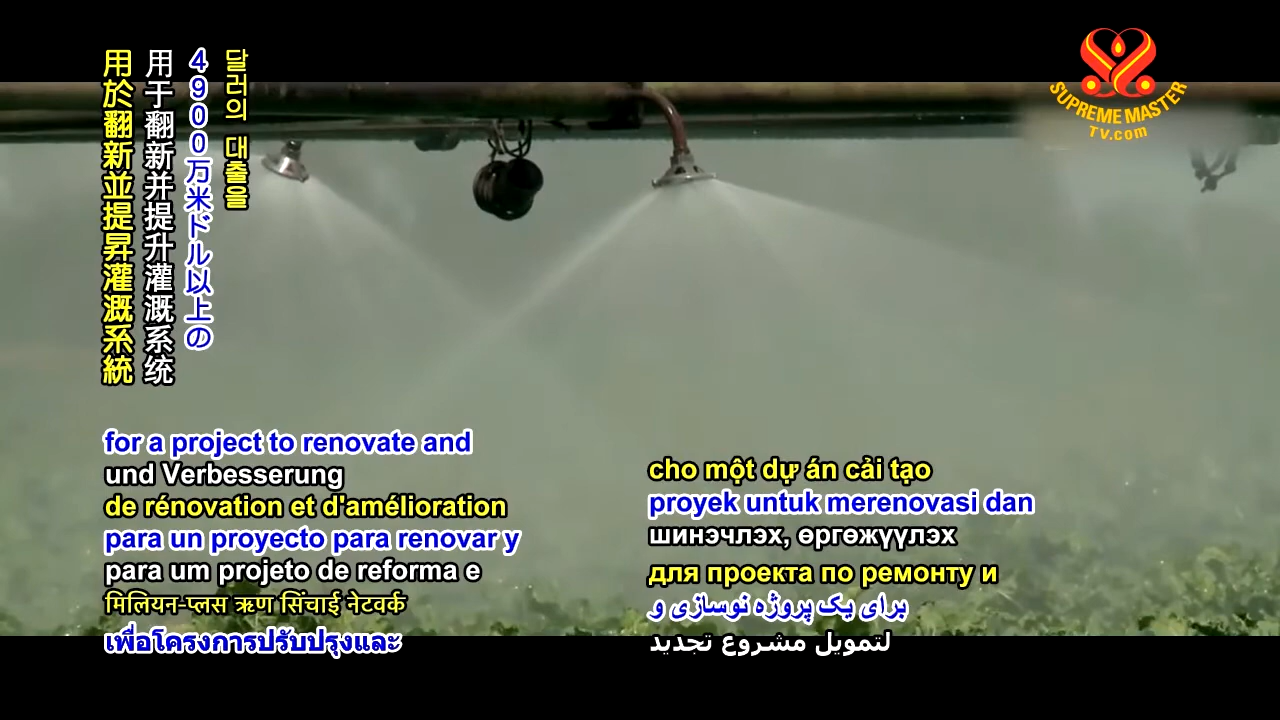 用於翻新並提昇灌溉系統
用于翻新并提升灌溉系统
4900万米ドル以上の
달러의 대출을
SUPREME MASTER
TV.com
for a project to renovate and
und Verbesserung
de rénovation et d'amélioration
para un proyecto para renovar y
para um projeto de reforma e
मिलियन-प्लस ऋण सिंचाई नेटवर्क
เพื่อโครงการปรับปรุงและ
cho một dự án cải tạo
proyek untuk merenovasi dan
шинэчлэх, өргөжүүлэх
для проекта по ремонту и
برای یک پروژه نوسازی و
لتمويل مشروع تجديد